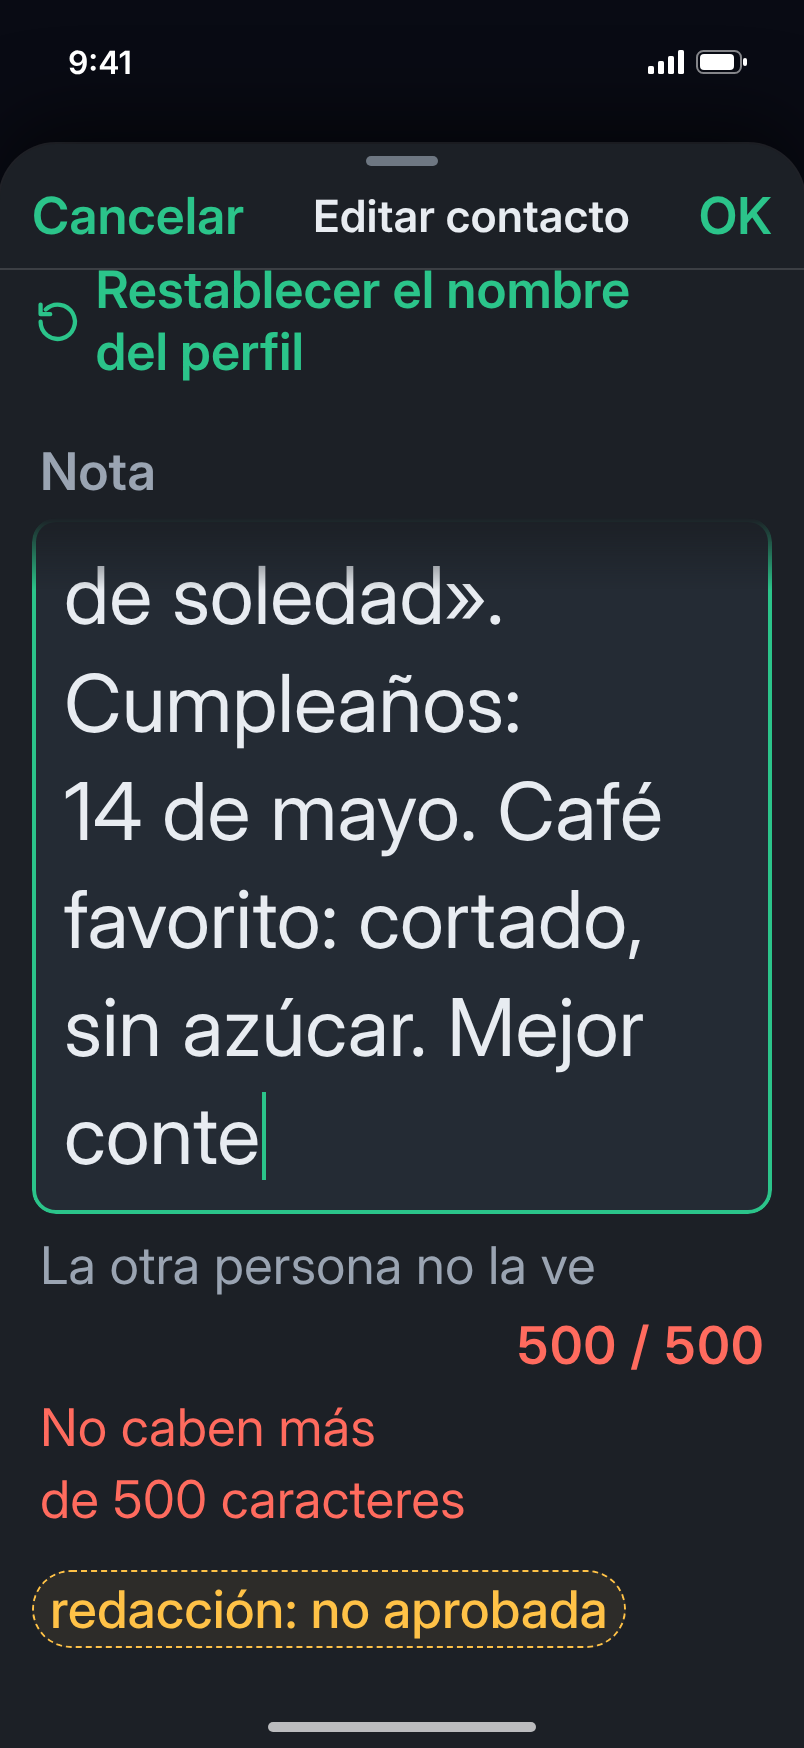 9:41
Cancelar
Editar contacto
OK
Restablecer el nombre
del perfil
Nota
de soledad».
Cumpleaños:
14 de mayo. Café
favorito: cortado,
sin azúcar. Mejor
conte
La otra persona no la ve
500 / 500
No caben más
de 500 caracteres
redacción: no aprobada